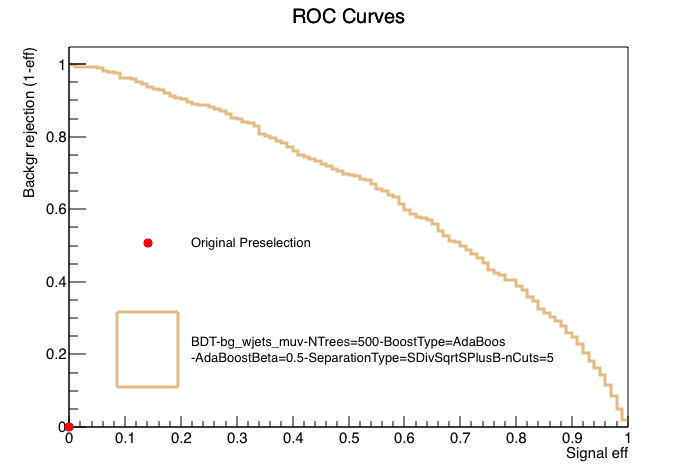 ROC Curves
Backgr rejection (1-eff)
1
0.8
0.6
0.4
0.2
0
Original Preselection
BDT-bg_wjets_muv-NTrees=500-BoostType=AdaBoos
-AdaBoostBeta=0.5-SeparationType=SDivSqrtSPlusB-nCuts=5
0 0.1 0.2 0.3 0.4 0.5 0.6 0.7 0.8 0.9 1
Signal eff